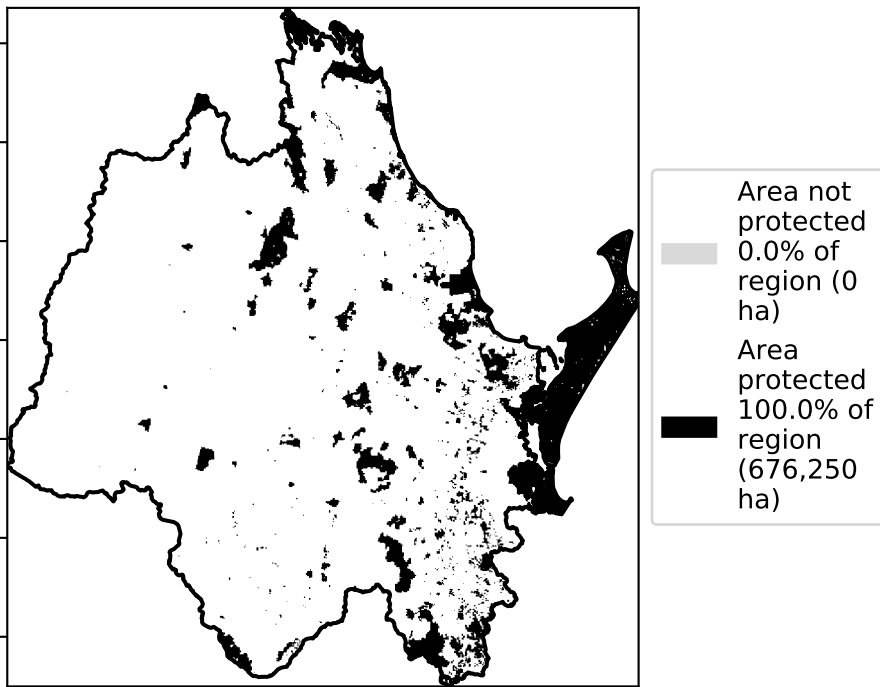 Area not
protected
0.0% of
region (0
ha)
Area
protected
100.0% of
region
(676,250
ha)